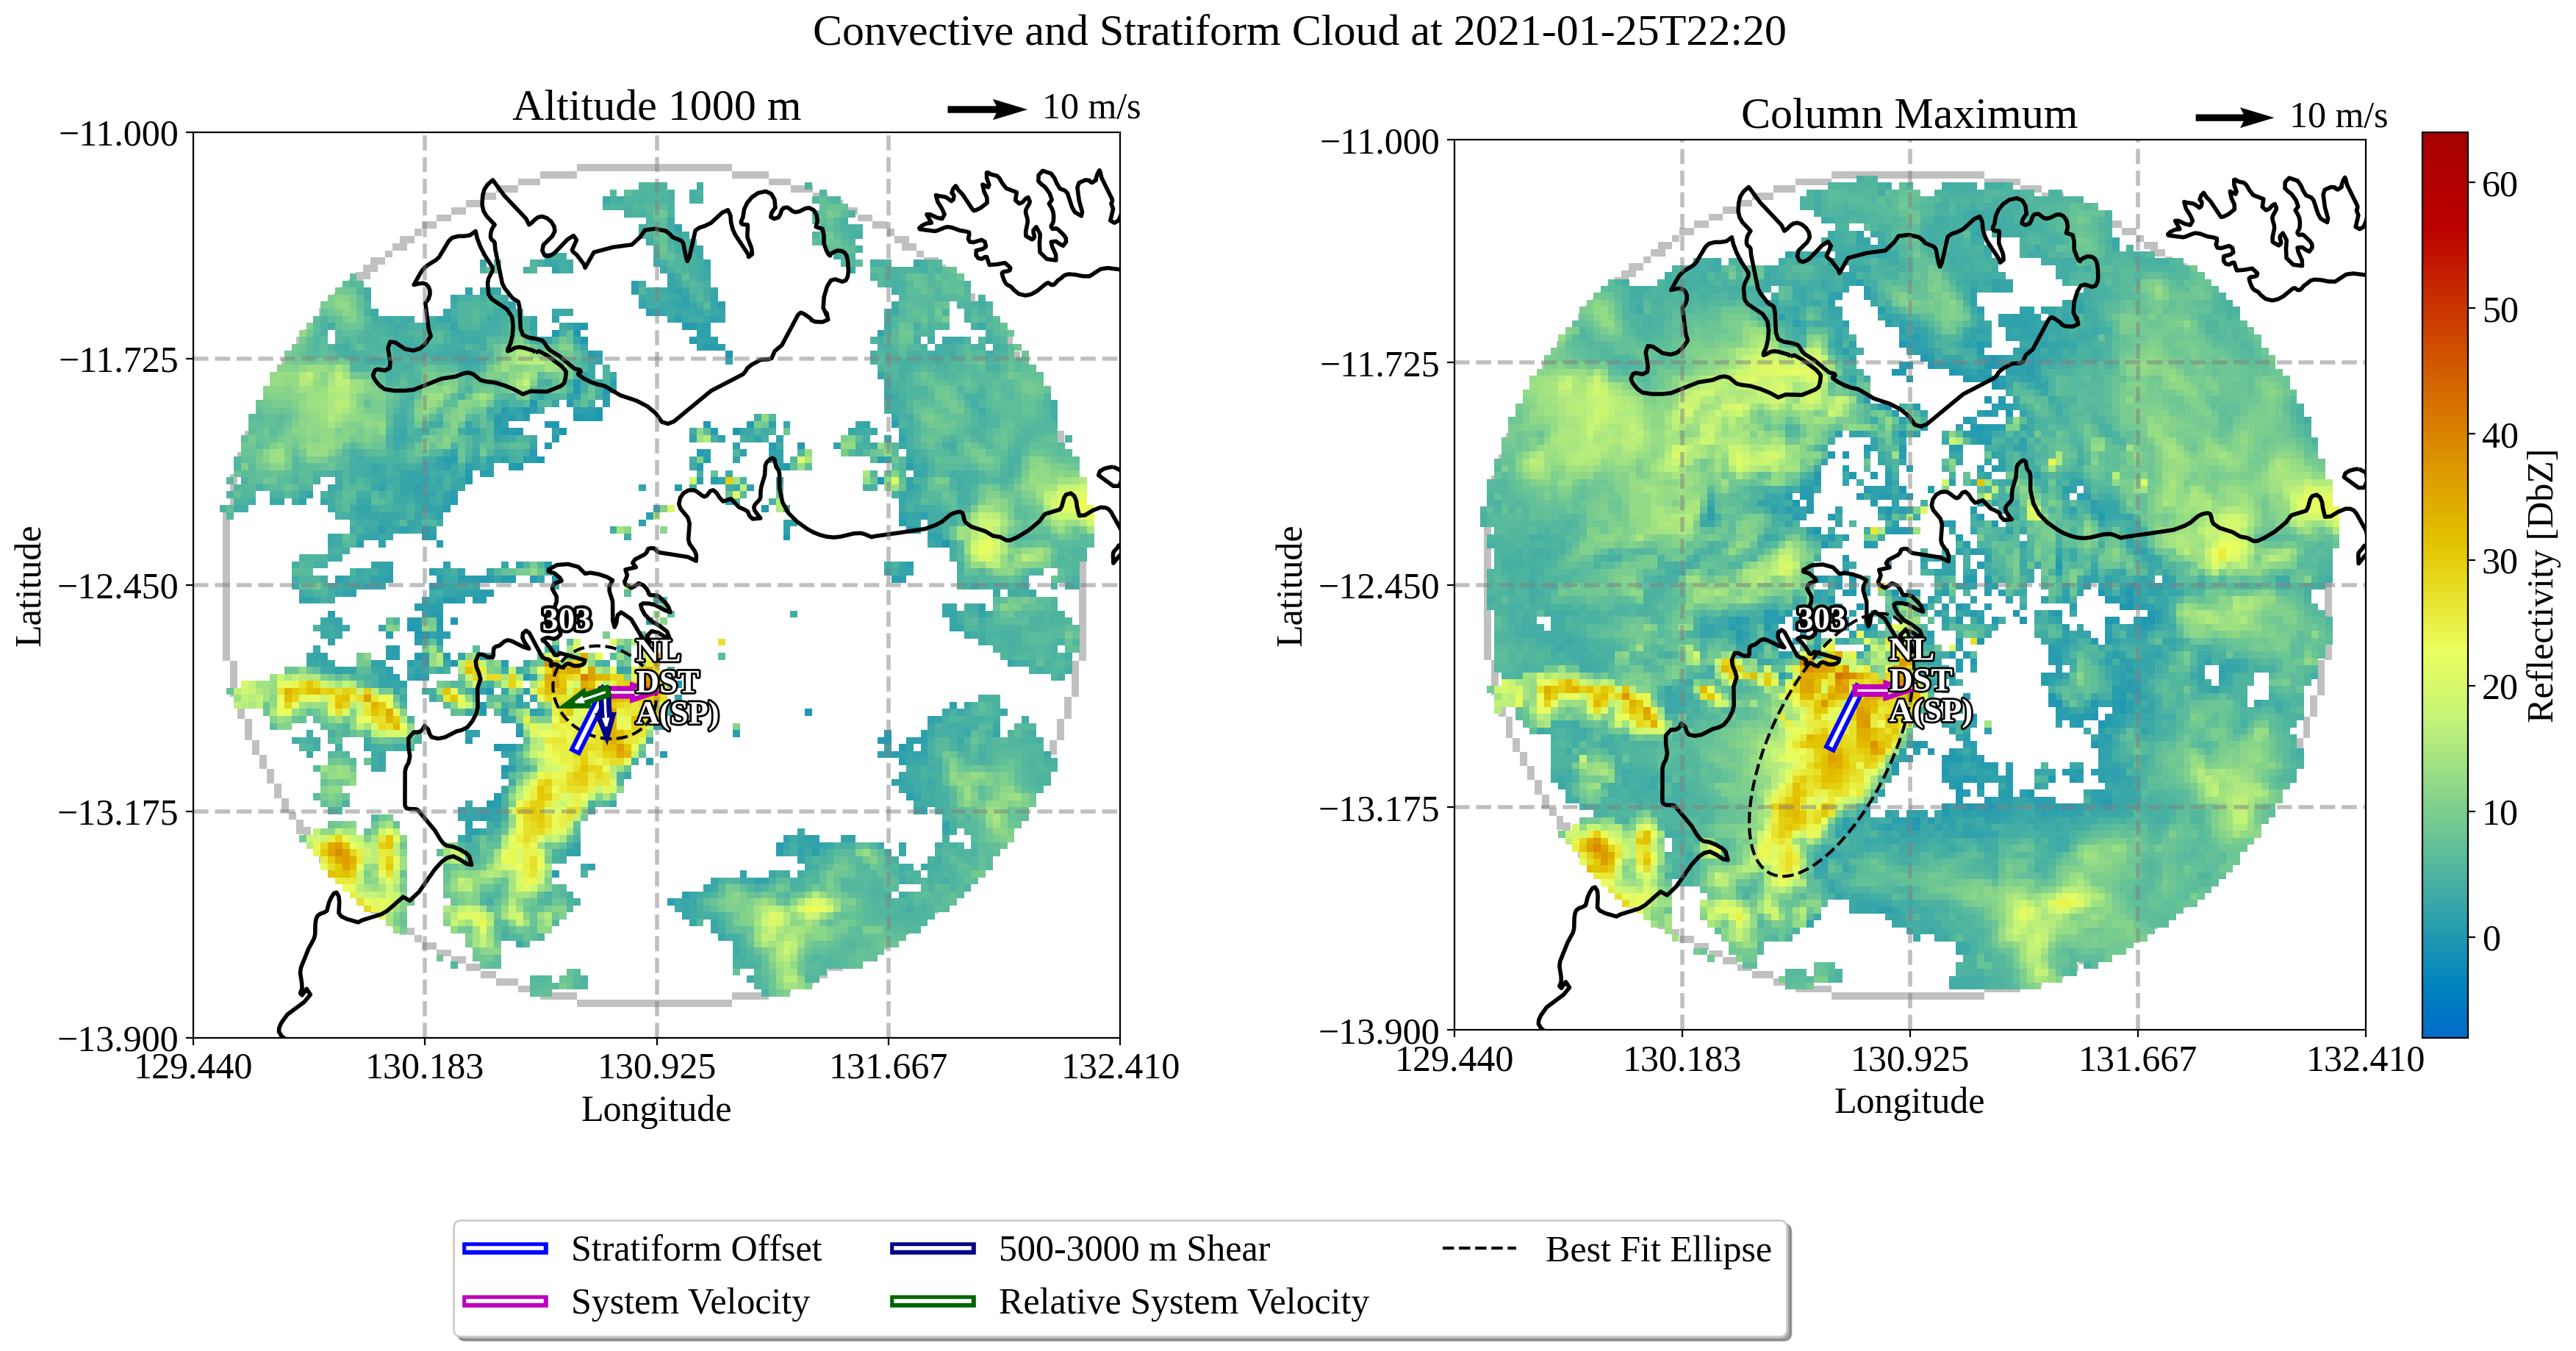 Convective and Stratiform Cloud at 2021-01-25T22:20
Altitude 1000 m
10 m/s
−11.000
−11.725
−12.450
−13.175
−13.900
129.440
130.183
130.925
131.667
132.410
Latitude
Longitude
303
NL
DST
A(SP)
Column Maximum
10 m/s
−11.000
−11.725
−12.450
−13.175
−13.900
129.440
130.183
130.925
131.667
132.410
Latitude
Longitude
303
NL
DST
A(SP)
60
50
40
30
20
10
0
Reflectivity [DbZ]
Stratiform Offset
System Velocity
500-3000 m Shear
Relative System Velocity
Best Fit Ellipse